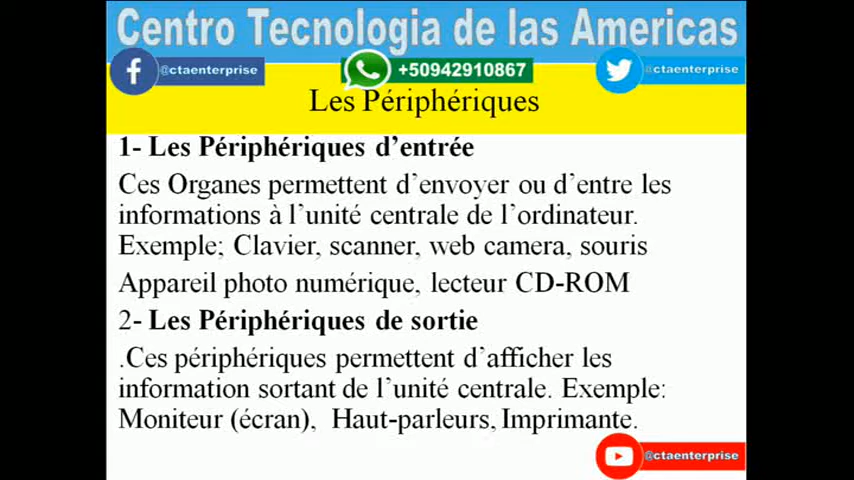 Centro Tecnologia de las Americas
@ctaenterprise
+50942910867
@ctaenterprise
Les Périphériques
1- Les Périphériques d’entrée
Ces Organes permettent d’envoyer ou d’entre les
informations à l’unité centrale de l’ordinateur.
Exemple; Clavier, scanner, web camera, souris
Appareil photo numérique, lecteur CD-ROM
2- Les Périphériques de sortie
.Ces périphériques permettent d’afficher les
information sortant de l’unité centrale. Exemple:
Moniteur (écran), Haut-parleurs, Imprimante.
@ctaenterprise